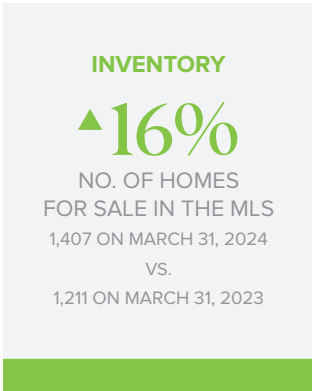 INVENTORY
▲16%
NO. OF HOMES
FOR SALE IN THE MLS
1,407 ON MARCH 31, 2024
VS.
1,211 ON MARCH 31, 2023